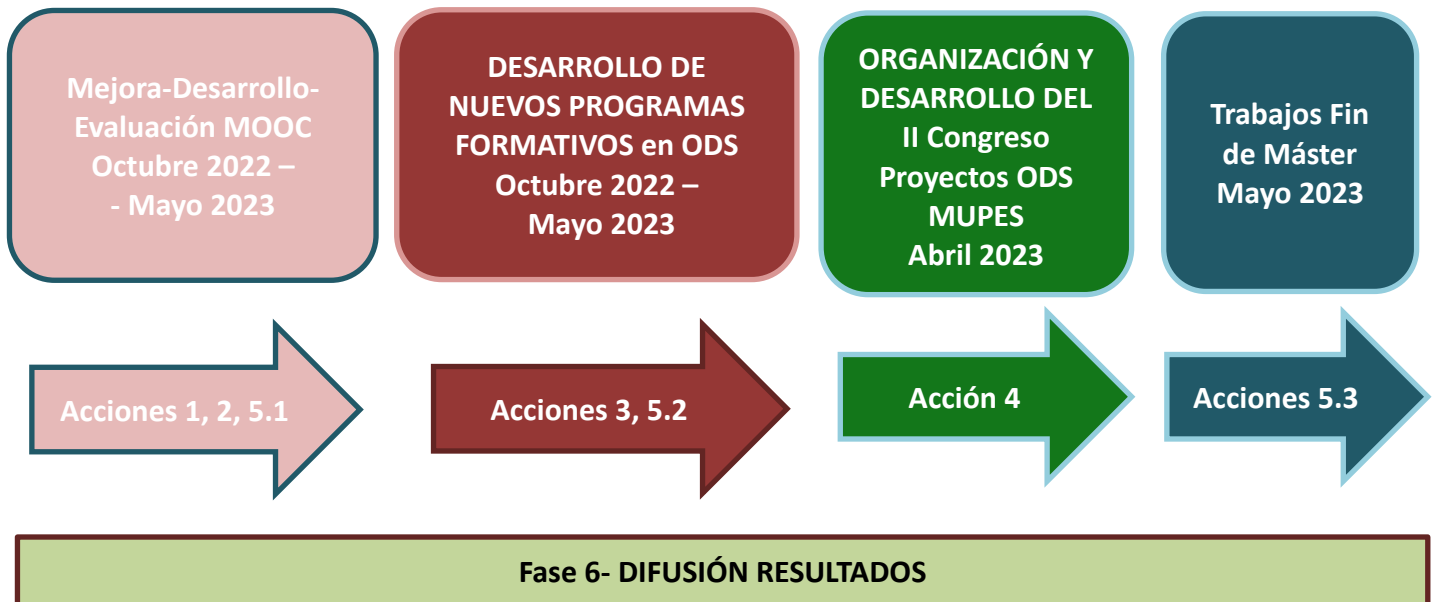 Mejora-Desarrollo-
Evaluación MOOC
Octubre 2022 –
- Mayo 2023
DESARROLLO DE
NUEVOS PROGRAMAS
FORMATIVOS en ODS
Octubre 2022 –
Mayo 2023
ORGANIZACIÓN Y
DESARROLLO DEL
II Congreso
Proyectos ODS
MUPES
Abril 2023
Trabajos Fin
de Máster
Mayo 2023
Acciones 1, 2, 5.1
Acciones 3, 5.2
Acción 4
Acciones 5.3
Fase 6- DIFUSIÓN RESULTADOS